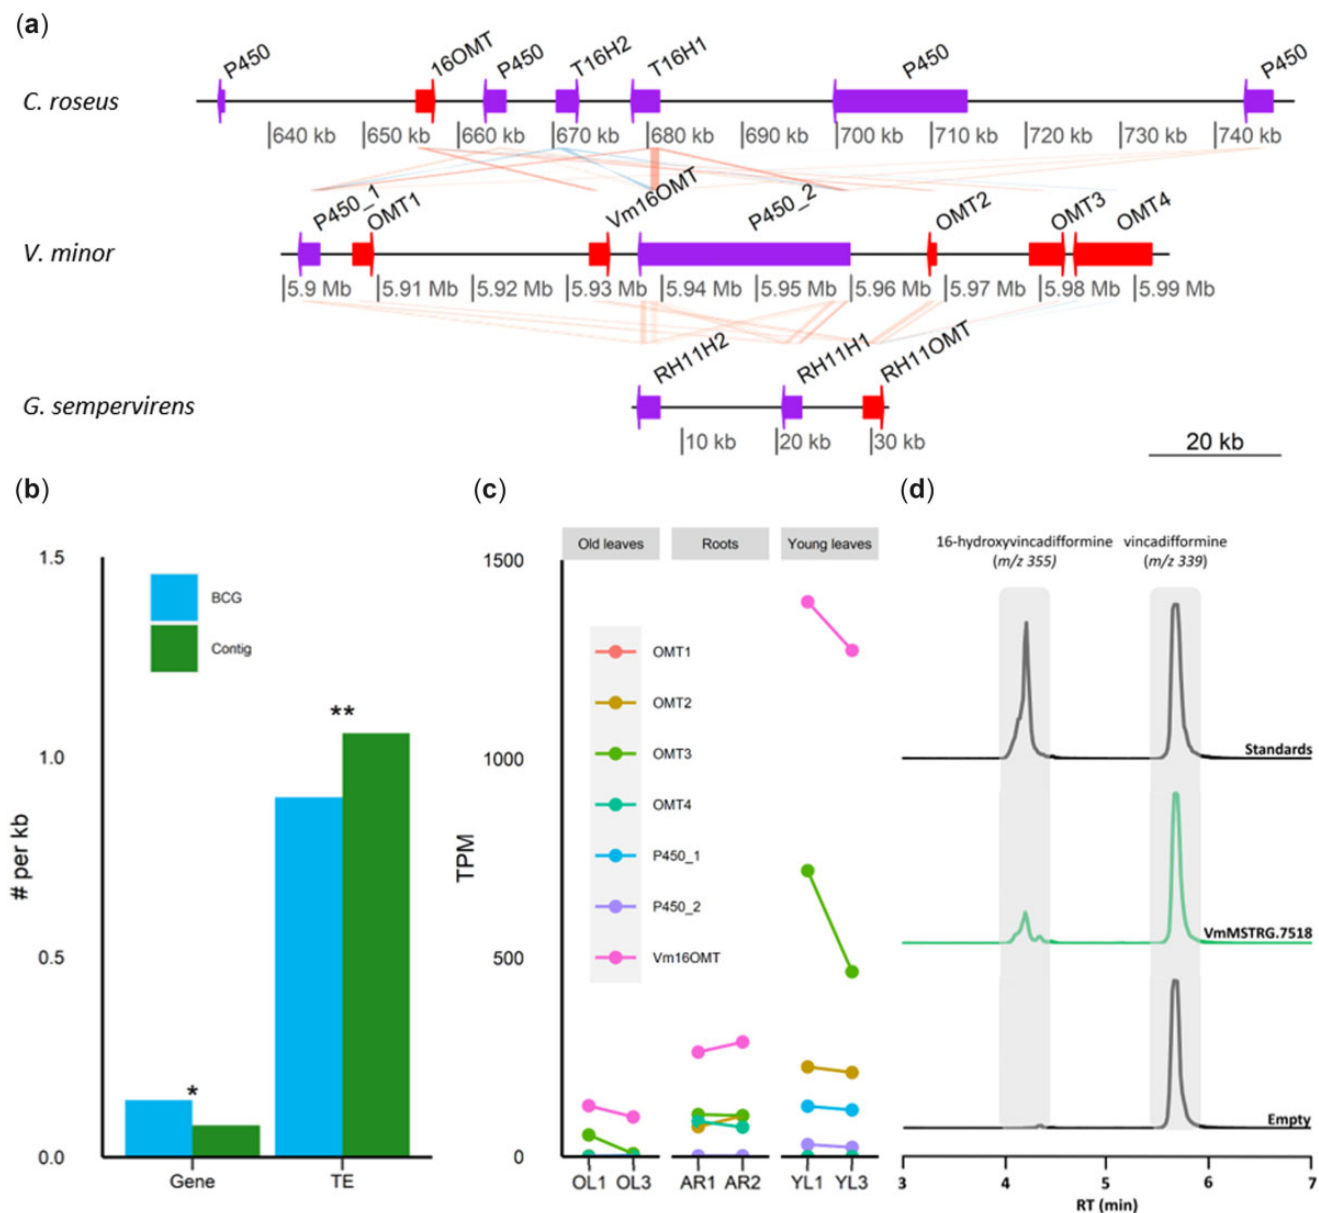 (a)
P450 16OMT P450 T16H2 T16H1 P450 P450
C. roseus
640 kb 650 kb 660 kb 670 kb 680 kb 690 kb 700 kb 710 kb 720 kb 730 kb 740 kb
P450_1 OMT1 Vm16OMT P450_2 OMT2 OMT3 OMT4
V. minor
5.9 Mb 5.91 Mb 5.92 Mb 5.93 Mb 5.94 Mb 5.95 Mb 5.96 Mb 5.97 Mb 5.98 Mb 5.99 Mb
RH11H2 RH11H1 RH11OMT
G. sempervirens
10 kb 20 kb 30 kb
20 kb
(b)
# per kb
1.5
1.0
0.5
0.0
BCG
Contig
*
**
Gene TE
(c)
Old leaves Roots Young leaves
TPM
1500
1000
500
0
OMT1
OMT2
OMT3
OMT4
P450_1
P450_2
Vm16OMT
OL1 OL3 AR1 AR2 YL1 YL3
(d)
16-hydroxyvincadifformine
(m/z 355)
vincadifformine
(m/z 339)
Standards
VmMSTRG.7518
Empty
3 4 5 6 7
RT (min)